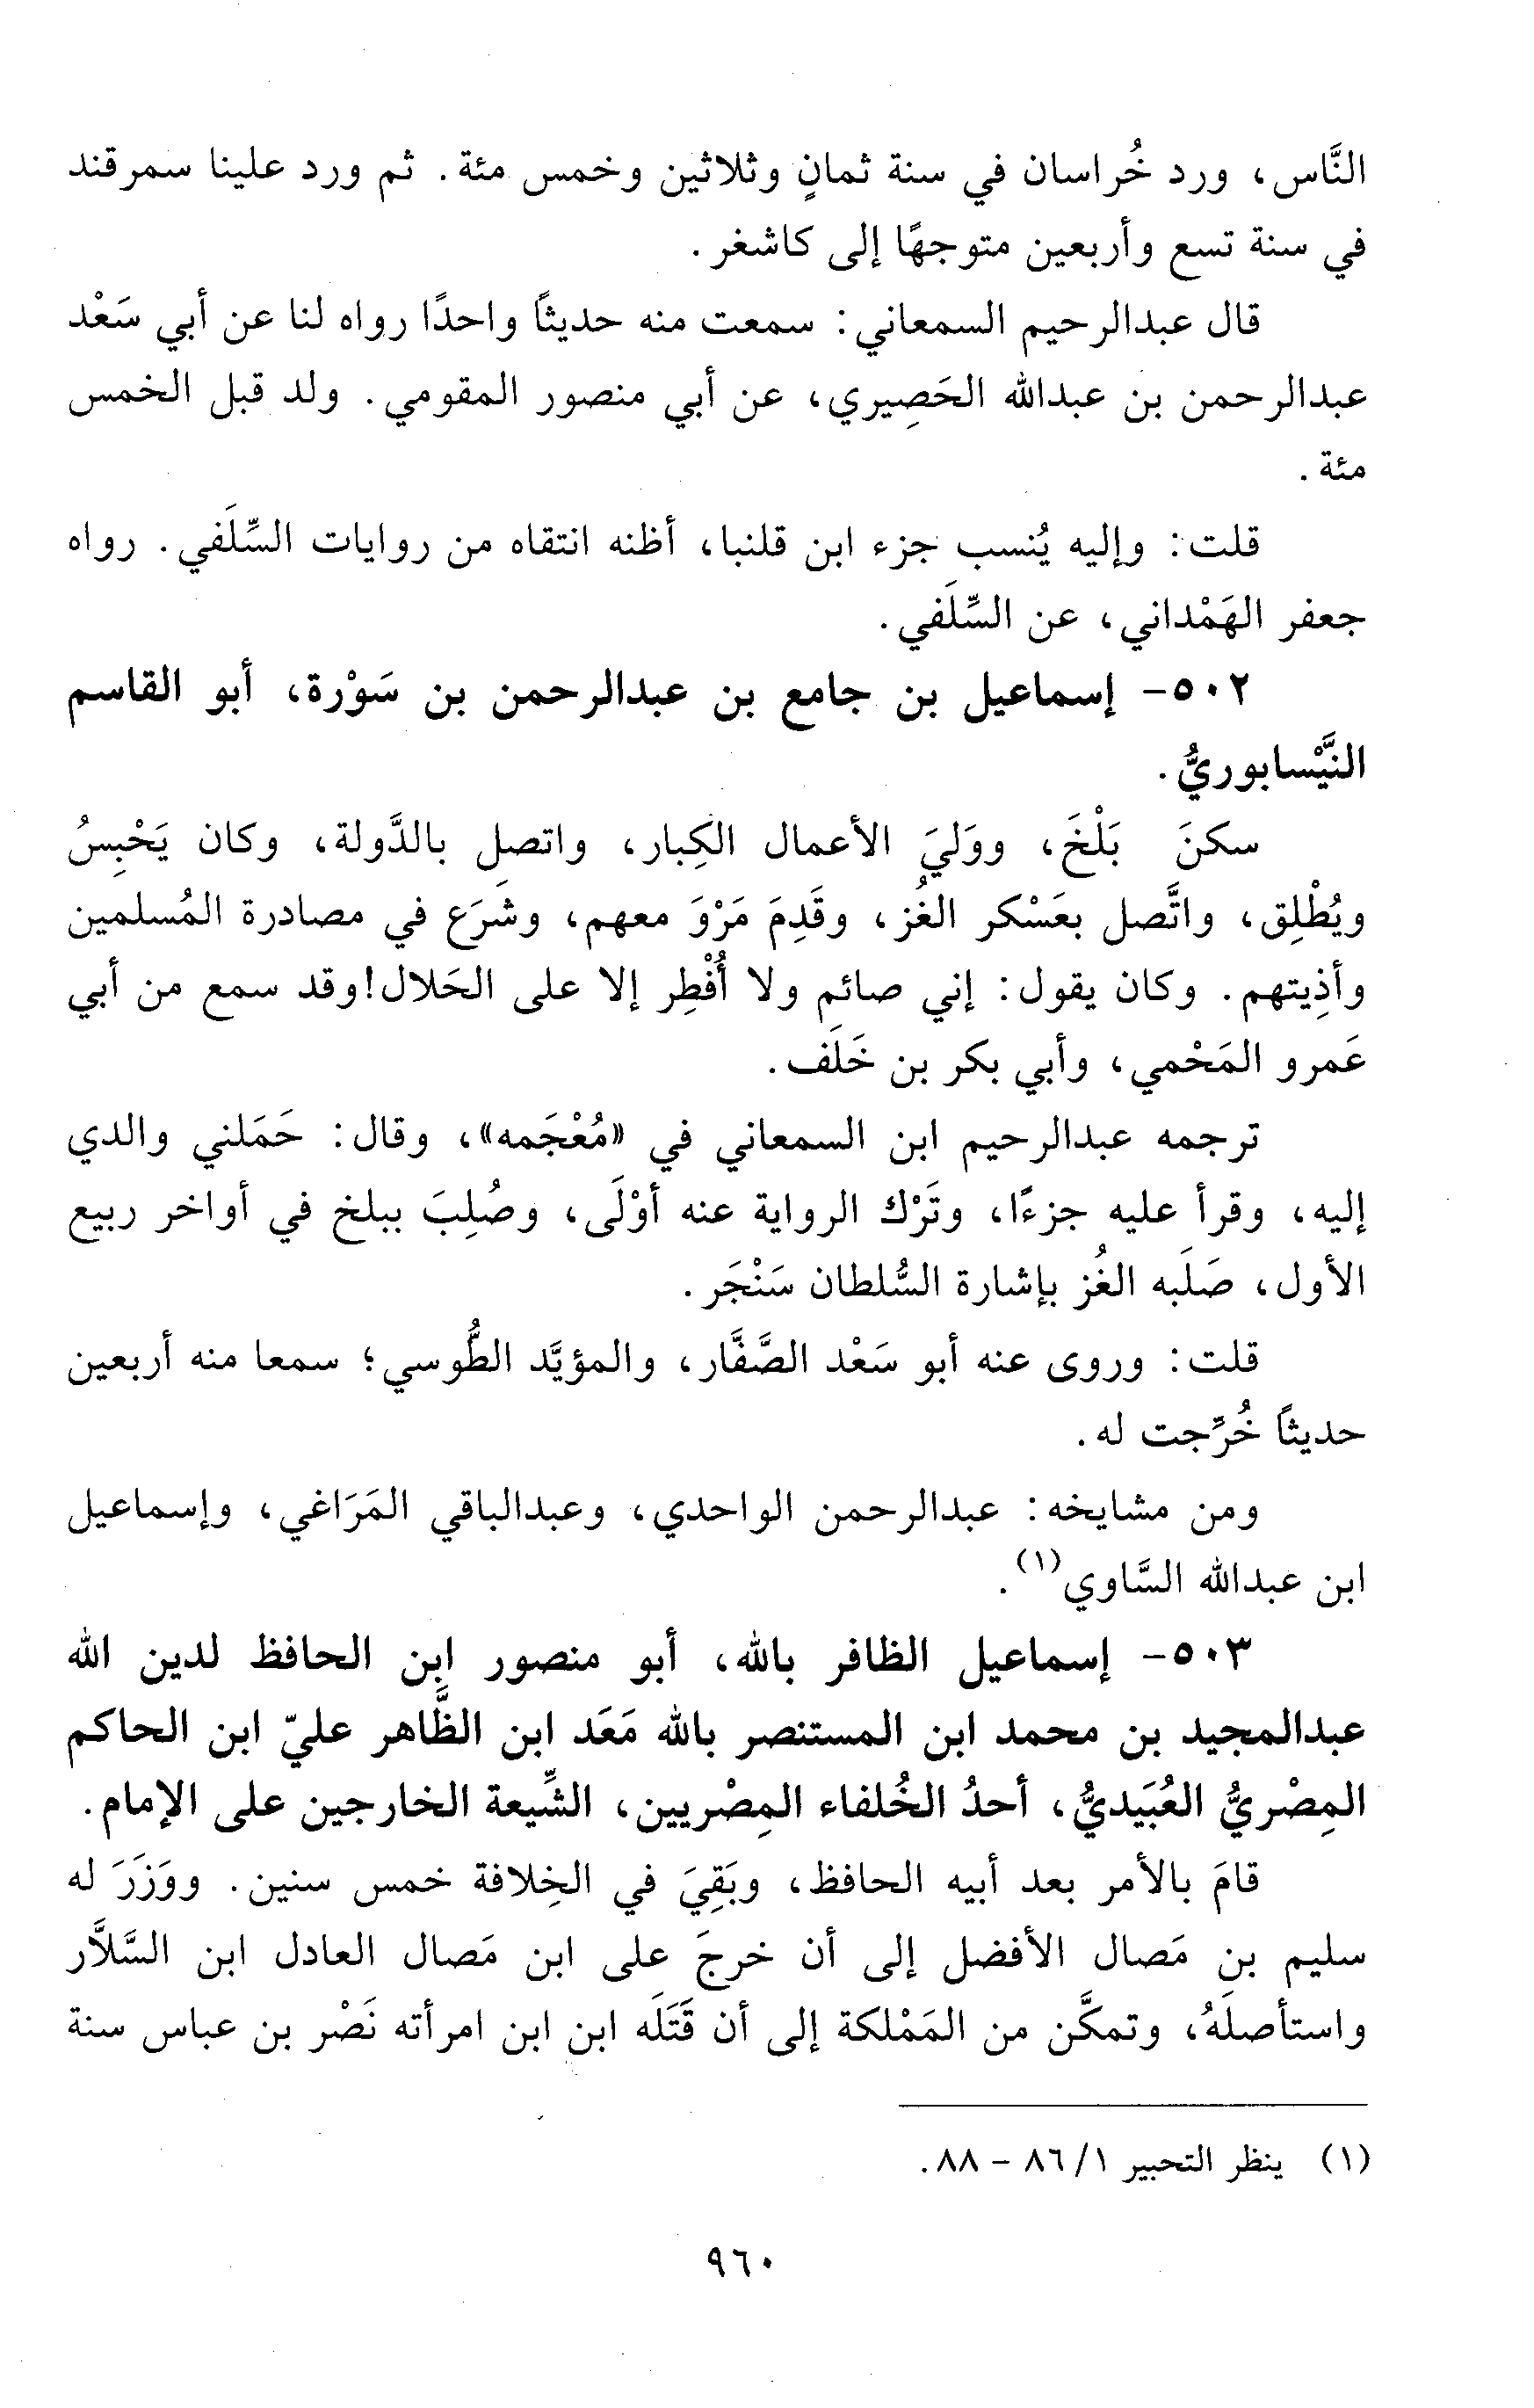 النَّاس، ورد خُراسان في سنة ثمانٍ وثلاثين وخمس مئة. ثم ورد علينا سمرقند
في سنة تسع وأربعين متوجهًا إلى كاشغر.
قال عبدالرحيم السمعاني: سمعت منه حديثًا واحدًا رواه لنا عن أبي سَعْد
عبدالرحمن بن عبدالله الحَصِيري، عن أبي منصور المقومي. ولد قبل الخمس
مئة.
قلت: وإليه يُنسب جزء ابن قلنبا، أظنه انتقاه من روايات السِّلَفي. رواه
جعفر الهَمْداني، عن السِّلَفي.
٥٠٢- إسماعيل بن جامع بن عبدالرحمن بن سَوْرة، أبو القاسم
النَّيْسابوريُّ.
سكنَ بَلْخَ، ووَليَ الأعمال الكِبار، واتصل بالدَّولة، وكان يَحْبِسُ
ويُطْلِق، واتَّصل بعَسْكر الغُز، وقَدِمَ مَرْوَ معهم، وشَرَع في مصادرة المُسلمين
وأذِيتهم. وكان يقول: إني صائم ولا أُفْطِر إلا على الحَلال! وقد سمع من أبي
عَمرو المَحْمي، وأبي بكر بن خَلَف.
ترجمه عبدالرحيم ابن السمعاني في «مُعْجَمه»، وقال: حَمَلني والدي
إليه، وقرأ عليه جزءًا، وتَرْك الرواية عنه أوْلَى، وصُلِبَ ببلخ في أواخر ربيع
الأول، صَلَبه الغُز بإشارة السُّلطان سَنْجَر.
قلت: وروى عنه أبو سَعْد الصَّفَّار، والمؤيَّد الطُّوسي؛ سمعا منه أربعين
حديثًا خُرِّجت له.
ومن مشايخه: عبدالرحمن الواحدي، وعبدالباقي المَرَاغي، وإسماعيل
ابن عبدالله السَّاوي(١).
٥٠٣- إسماعيل الظافر بالله، أبو منصور ابن الحافظ لدين الله
عبدالمجيد بن محمد ابن المستنصر بالله مَعَد ابن الظَّاهر عليّ ابن الحاكم
المِصْريُّ العُبَيديُّ، أحدُ الخُلفاء المِصْريين، الشِّيعة الخارجين على الإمام.
قامَ بالأمر بعد أبيه الحافظ، وبَقِيَ في الخِلافة خمس سنين. ووَزَرَ له
سليم بن مَصال الأفضل إلى أن خرجَ على ابن مَصال العادل ابن السَّلاَّر
واستأصلَهُ، وتمكَّن من المَمْلكة إلى أن قَتَلَه ابن ابن امرأته نَصْر بن عباس سنة
(١) ينظر التحبير ١/ ٨٦ - ٨٨.
٩٦٠